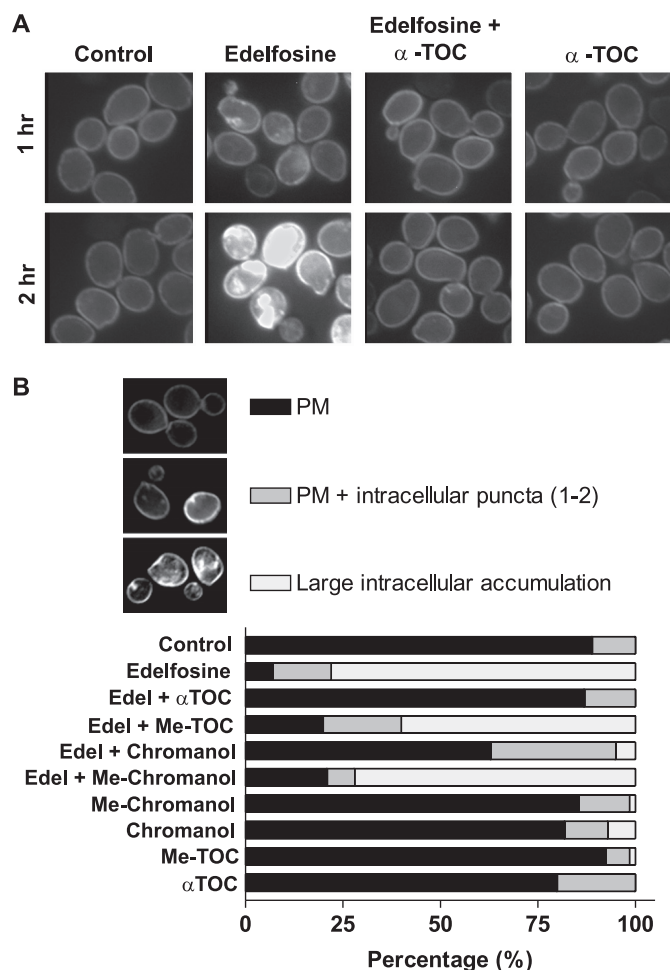 A
Control
Edelfosine
Edelfosine +
α -TOC
α -TOC
1 hr
2 hr
B
PM
PM + intracellular puncta (1-2)
Large intracellular accumulation
Control
Edelfosine
Edel + αTOC
Edel + Me-TOC
Edel + Chromanol
Edel + Me-Chromanol
Me-Chromanol
Chromanol
Me-TOC
αTOC
0 25 50 75 100
Percentage (%)